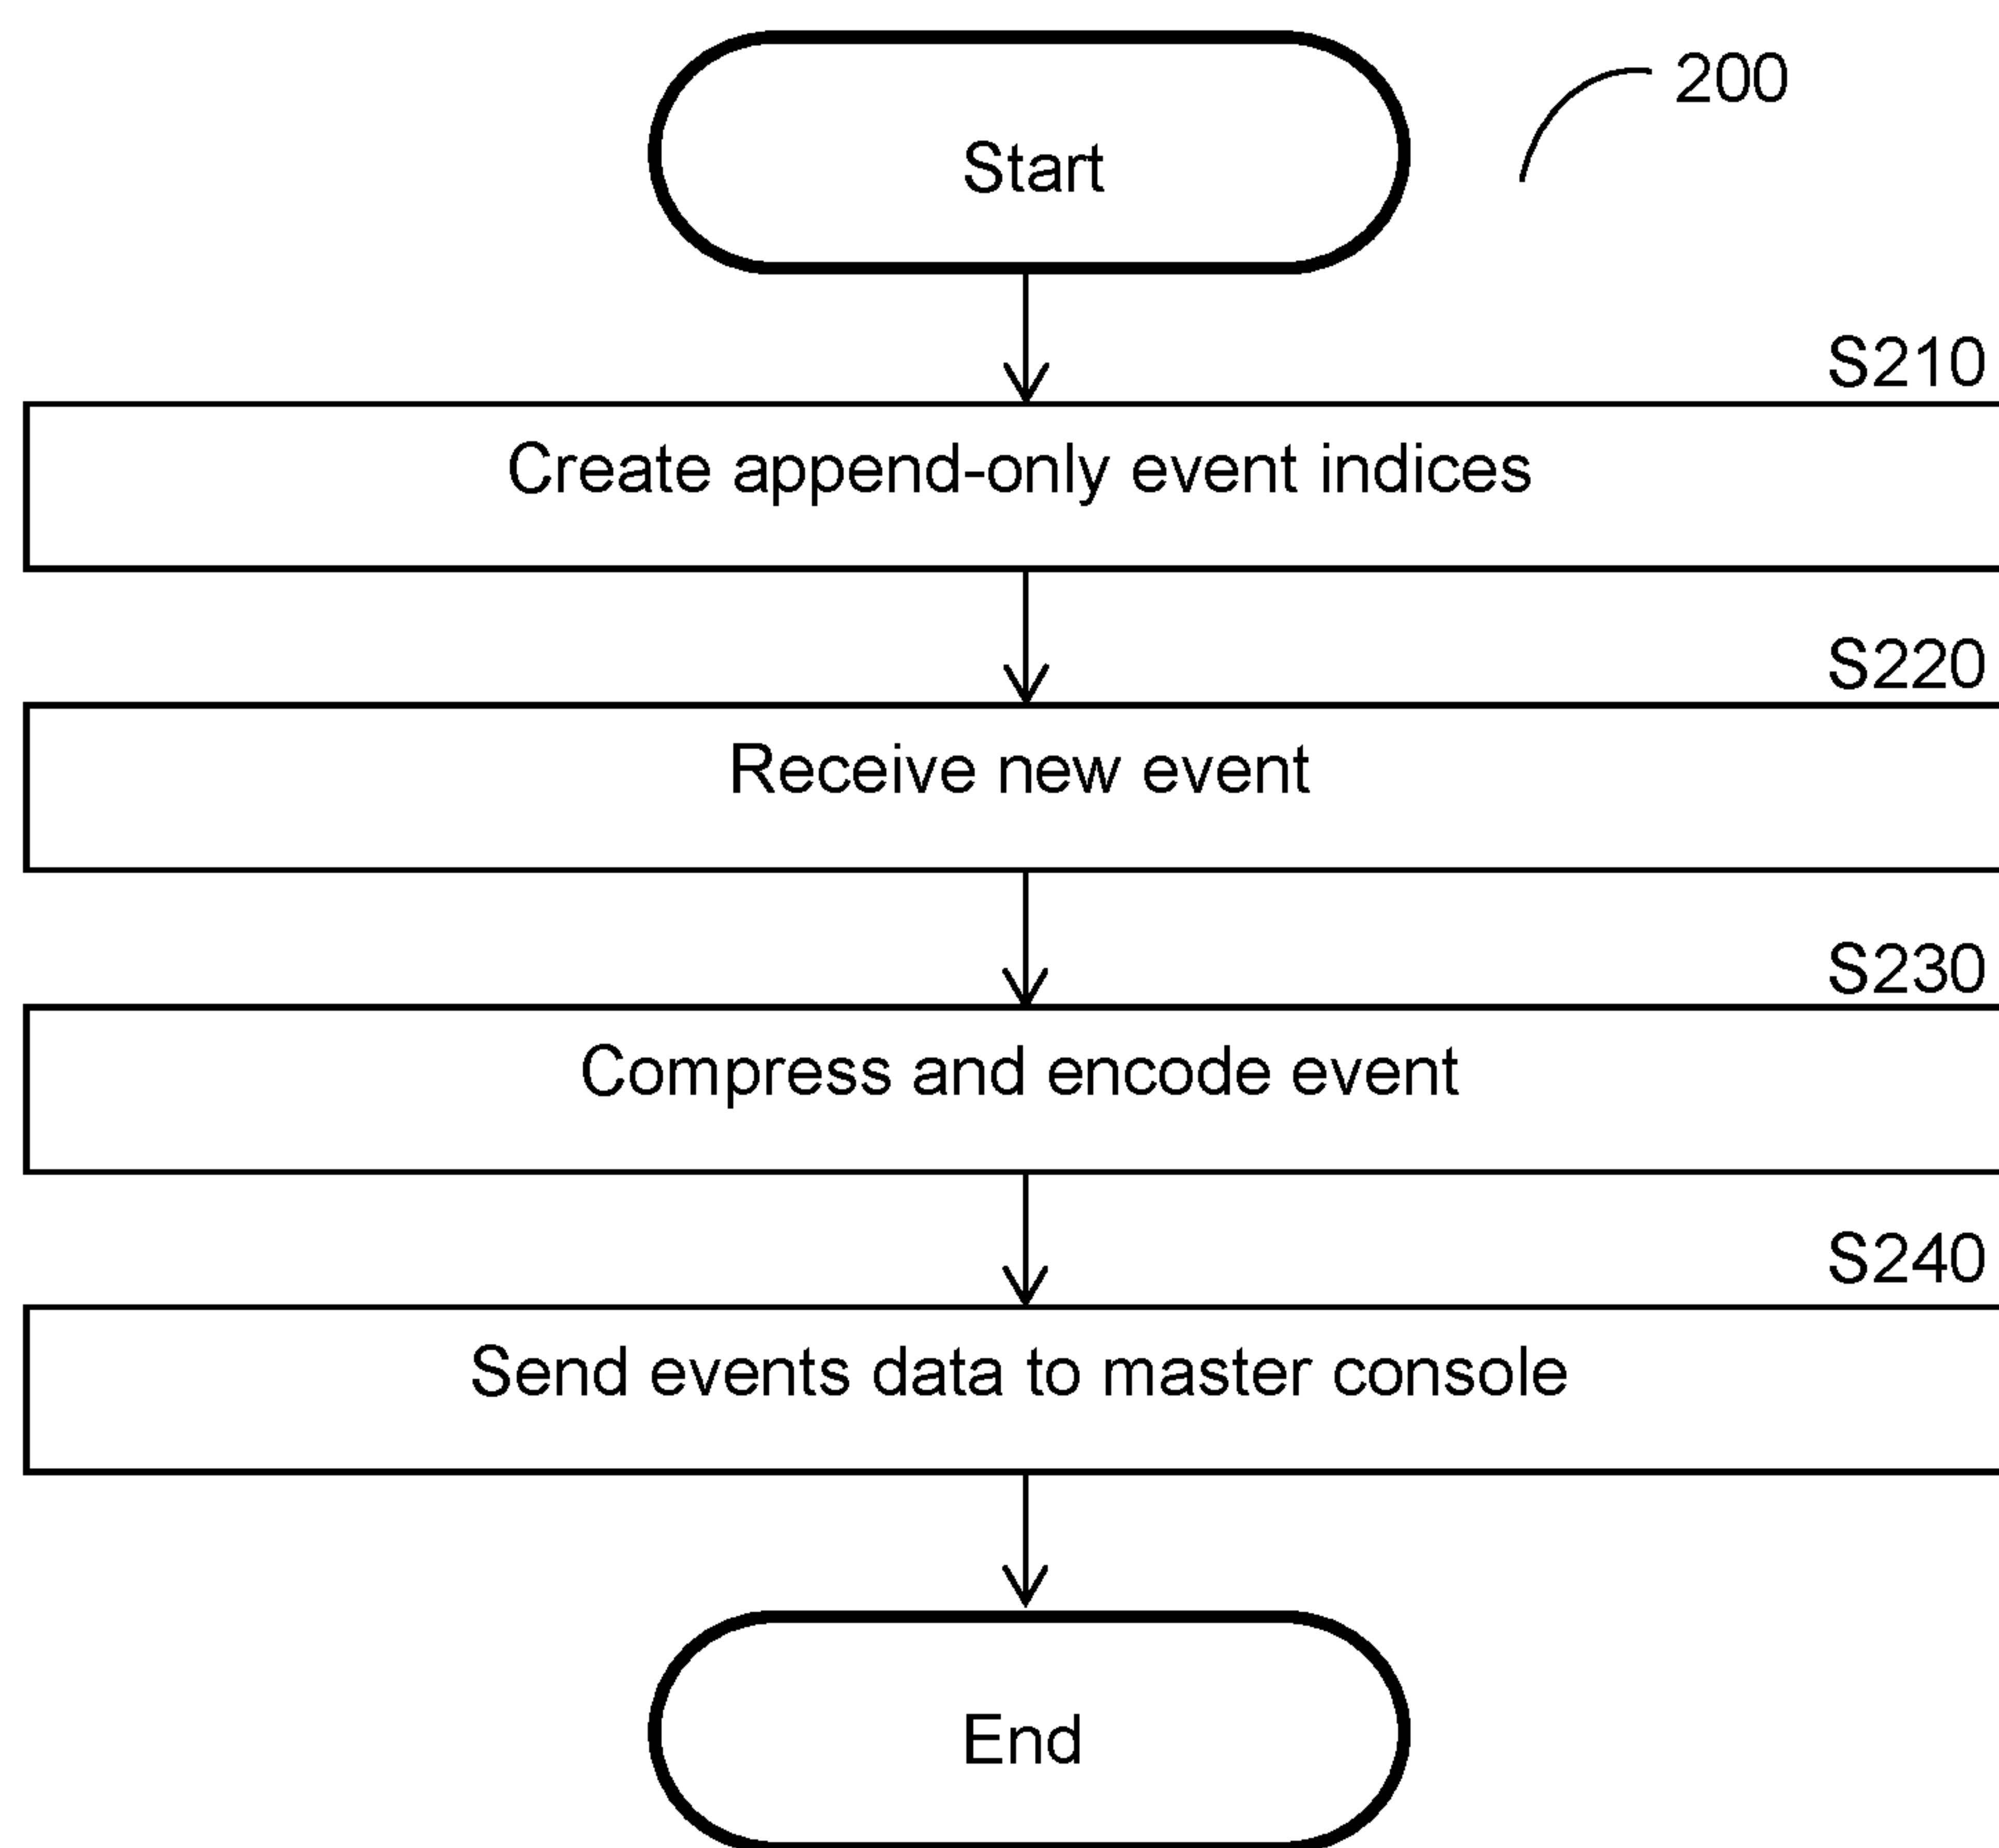 Start
200
S210
Create append-only event indices
S220
Receive new event
S230
Compress and encode event
S240
Send events data to master console
End